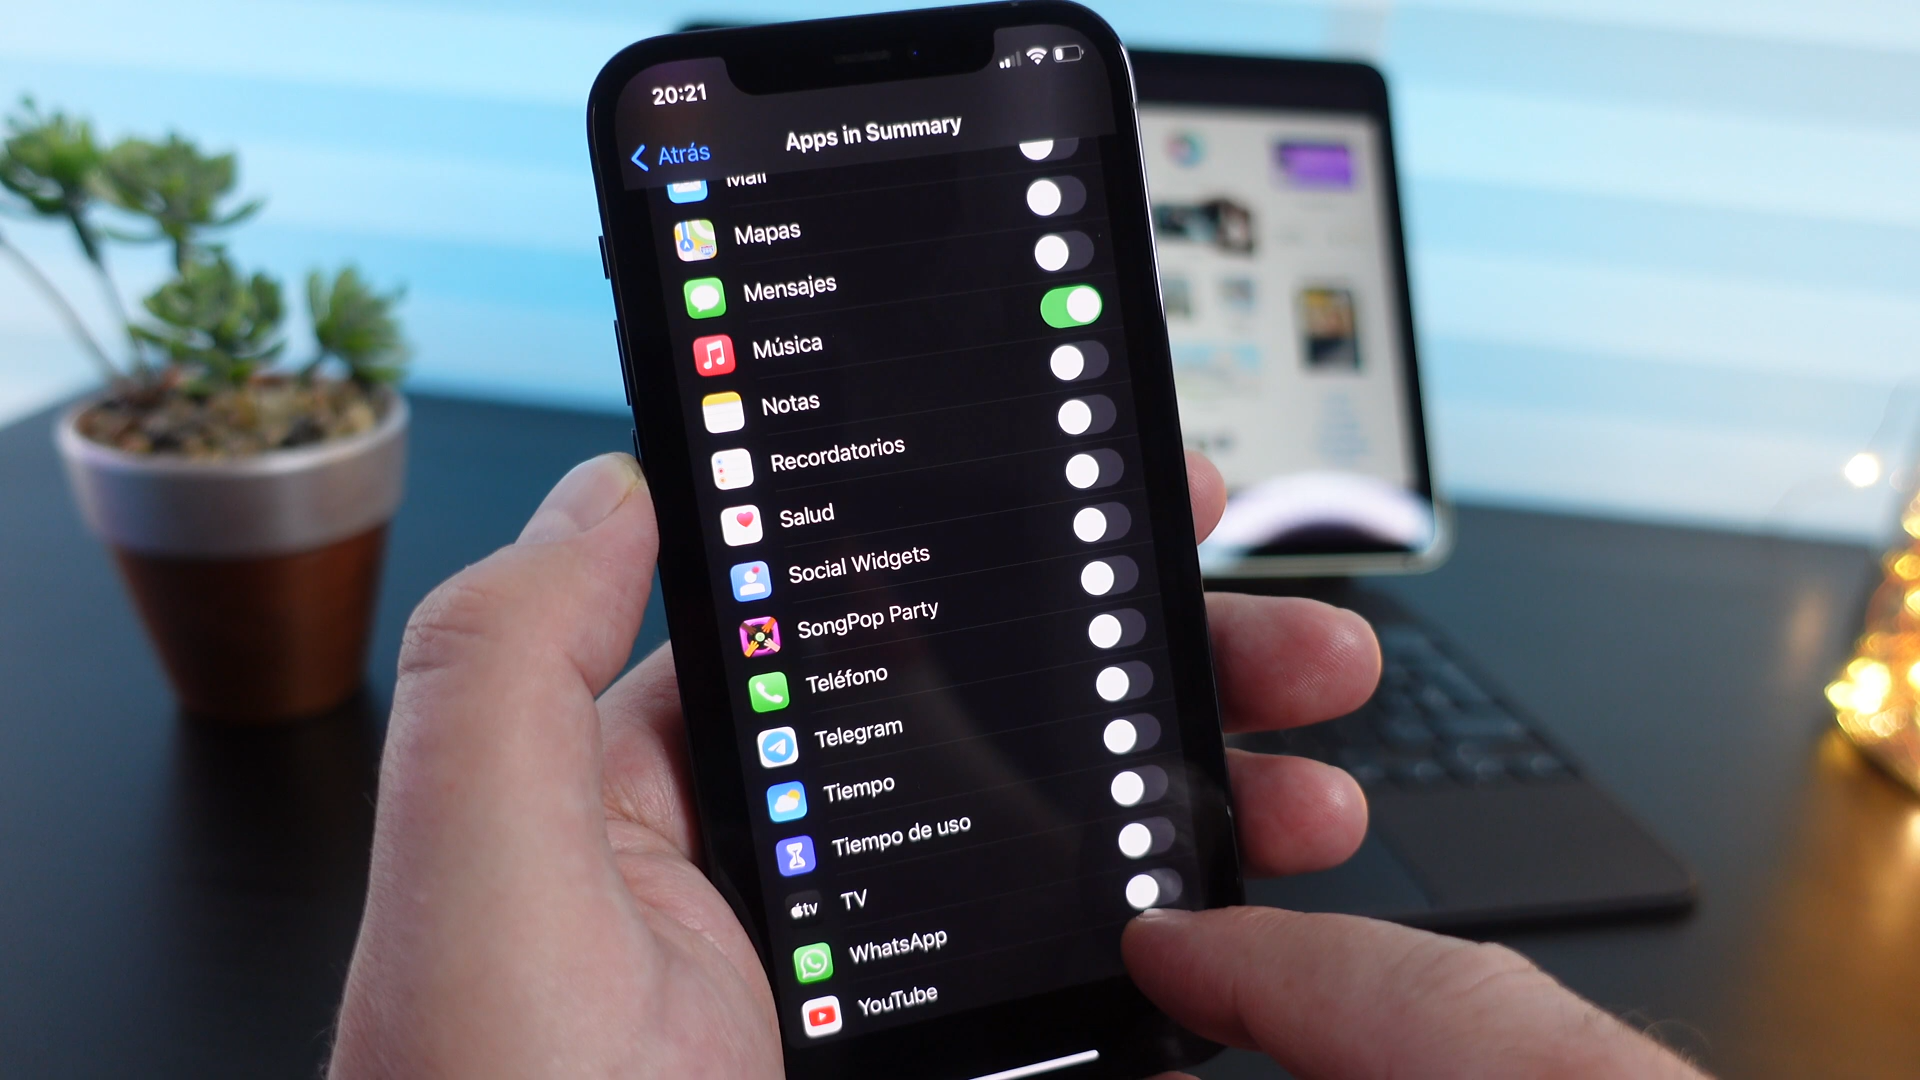 20:21
Atrás
Apps in Summary
Mail
Mapas
Mensajes
Música
Notas
Recordatorios
Salud
Social Widgets
SongPop Party
Teléfono
Telegram
Tiempo
Tiempo de uso
tv TV
WhatsApp
YouTube